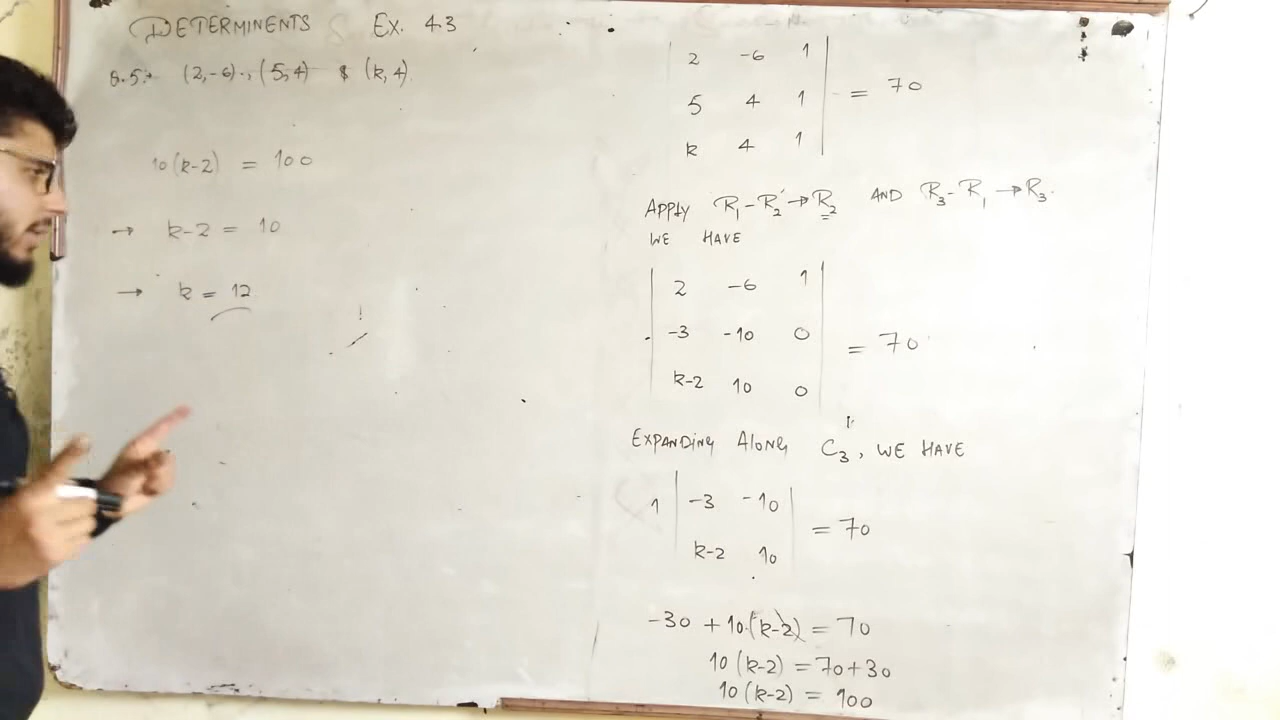 DETERMINENTS Ex. 4.3
Q.5:- (2,-6), (5,4) & (k,4)
10(k-2) = 100
→ k-2 = 10
→ k = 12
2 -6 1
5 4 1 = 70
k 4 1
APPLY R₁-R₂→R₂ AND R₃-R₁→R₃.
WE HAVE
2 -6 1
-3 -10 0 = 70
k-2 10 0
EXPANDING ALONG C₃, WE HAVE
1 -3 -10 = 70
k-2 10
-30 + 10(k-2) = 70
10(k-2) = 70+30
10(k-2) = 100